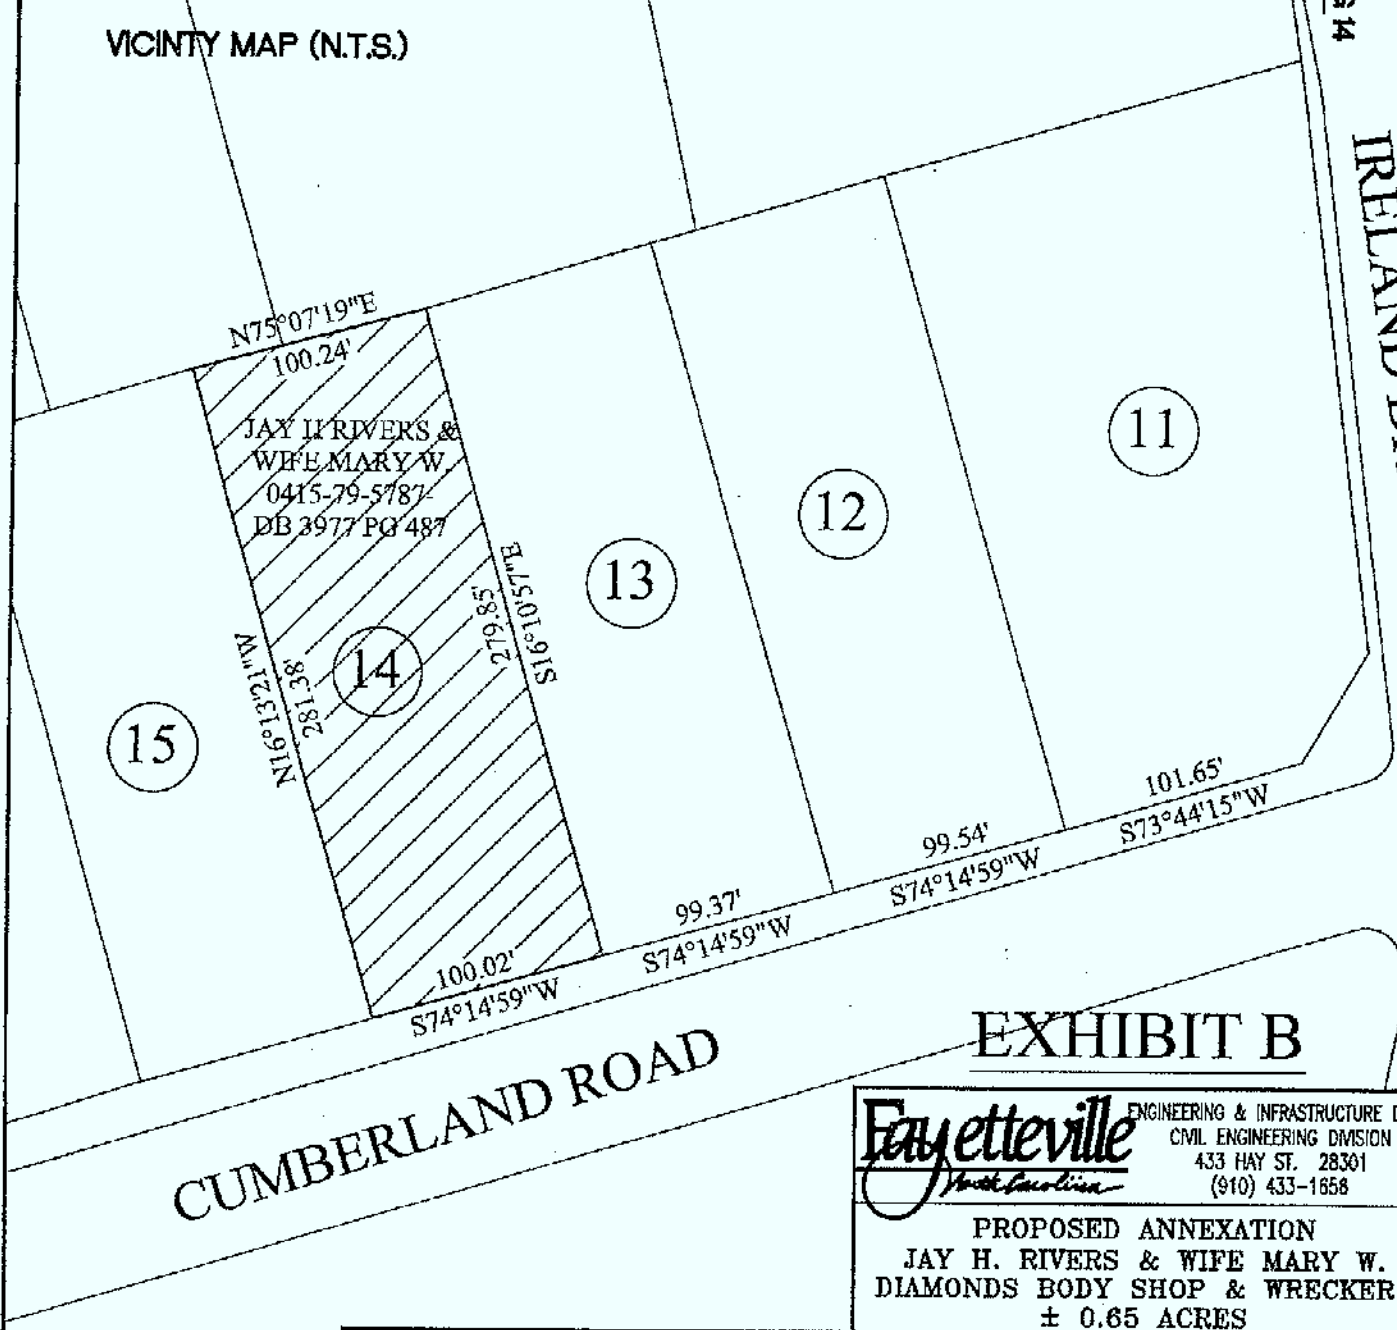 VICINTY MAP (N.T.S.)
14
IRELAND
N75°07'19"E
100.24'
JAY H RIVERS &
WIFE MARY W.
0415-79-5787
DB 3977 PG 487
11
12
13
14
15
S16°10'57"E
279.85'
N16°13'21"W
281.38'
101.65'
S73°44'15"W
99.54'
S74°14'59"W
99.37'
S74°14'59"W
100.02'
S74°14'59"W
CUMBERLAND ROAD
EXHIBIT B
Fayetteville
North Carolina
ENGINEERING & INFRASTRUCTURE
CIVIL ENGINEERING DIVISION
433 HAY ST. 28301
(910) 433-1658
PROPOSED ANNEXATION
JAY H. RIVERS & WIFE MARY W.
DIAMONDS BODY SHOP & WRECKER
± 0.65 ACRES